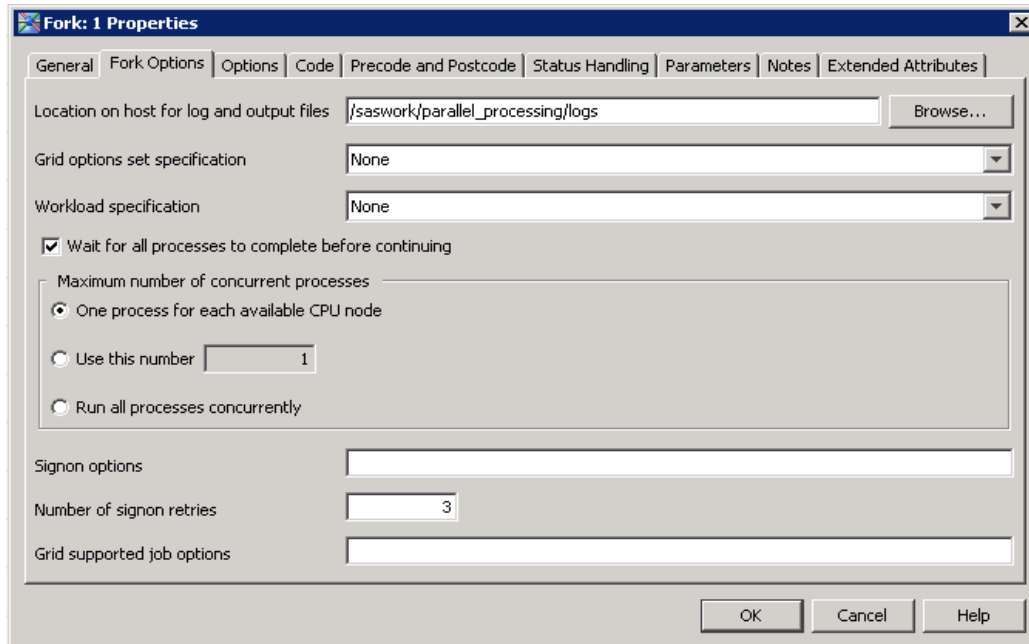 Fork: 1 Properties
General Fork Options Options Code Precode and Postcode Status Handling Parameters Notes Extended Attributes
Location on host for log and output files /saswork/parallel_processing/logs Browse...
Grid options set specification None
Workload specification None
Wait for all processes to complete before continuing
Maximum number of concurrent processes
One process for each available CPU node
Use this number 1
Run all processes concurrently
Signon options
Number of signon retries 3
Grid supported job options
OK Cancel Help